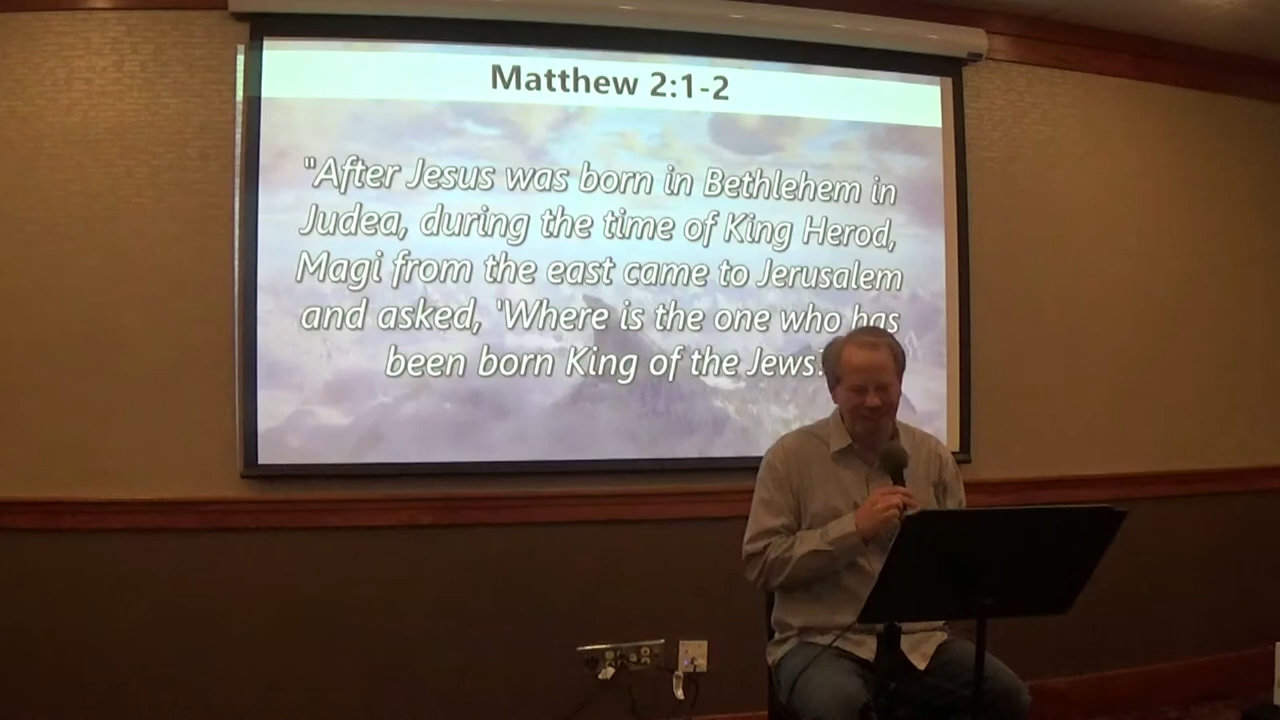 Matthew 2:1-2
"After Jesus was born in Bethlehem in
Judea, during the time of King Herod,
Magi from the east came to Jerusalem
and asked, 'Where is the one who has
been born King of the Jews?